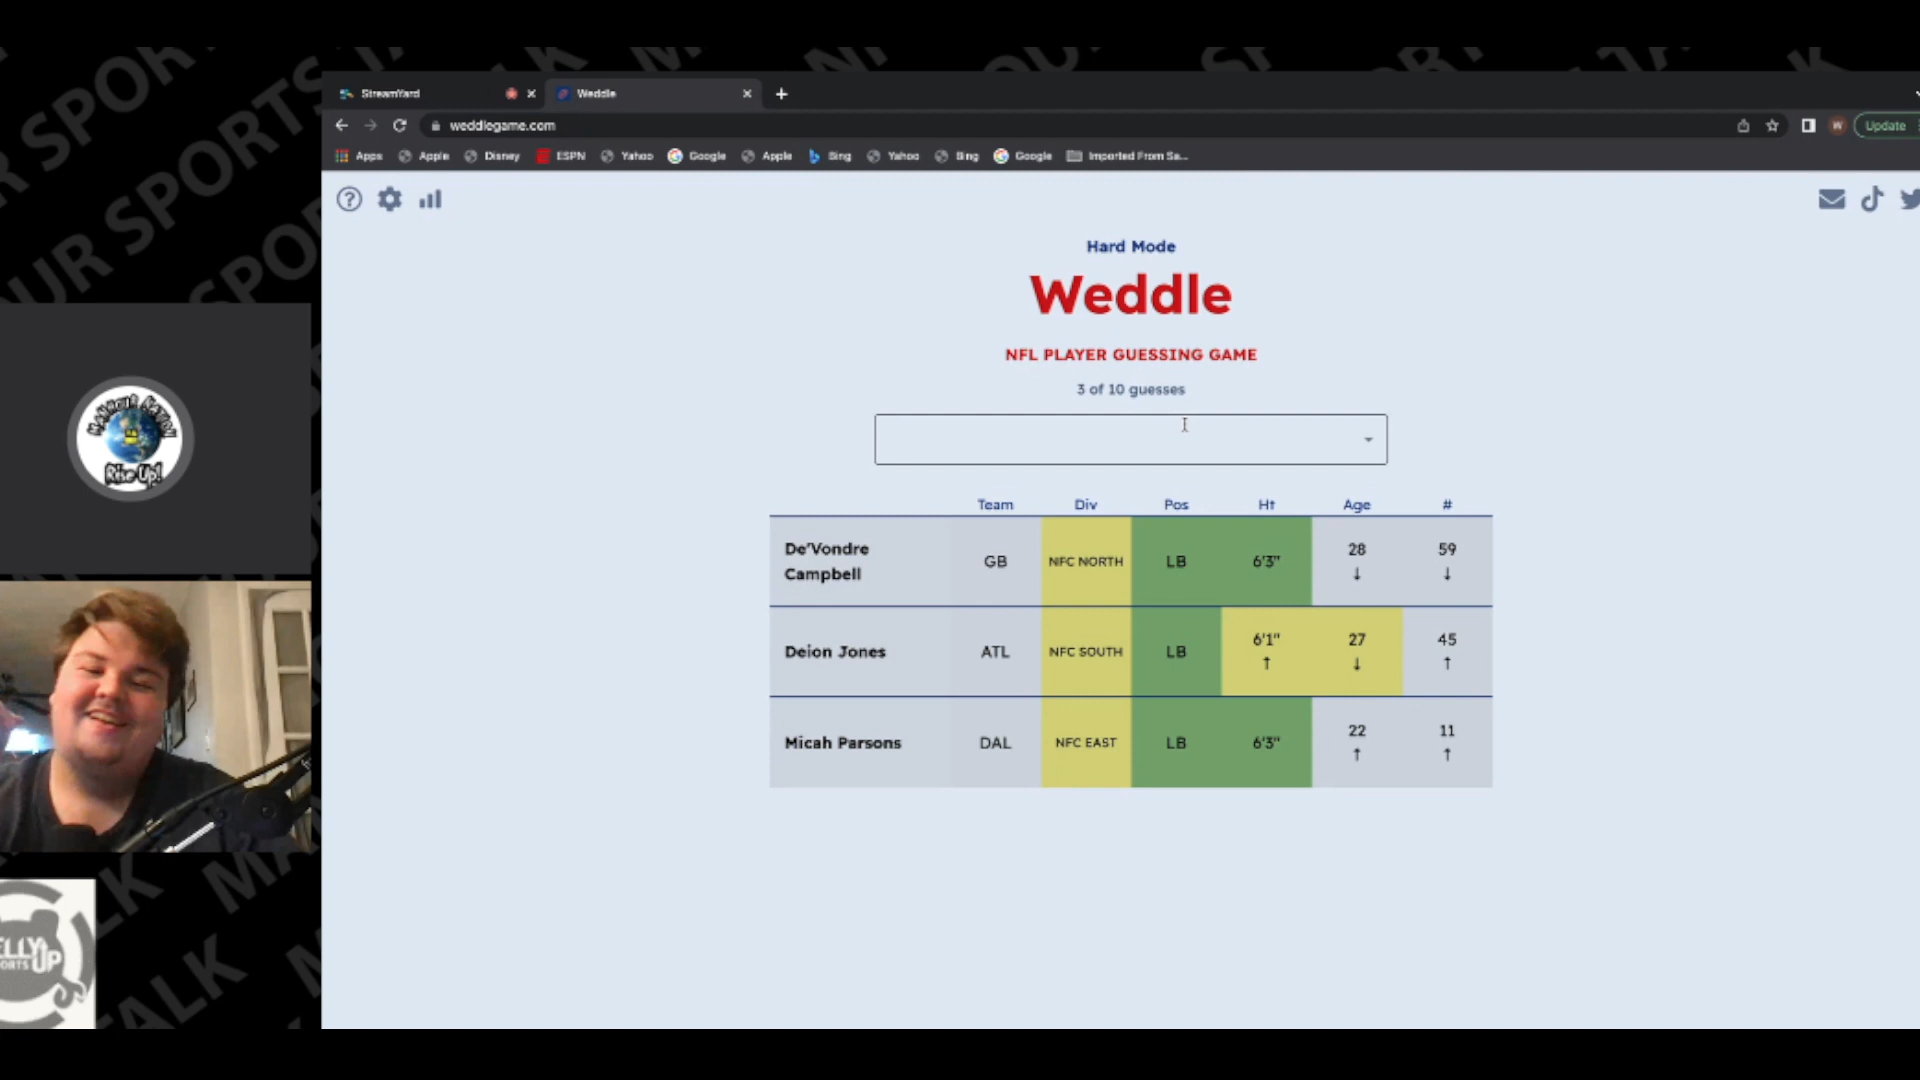 StreamYard
Weddle
weddlegame.com
Update
Apps Apple Disney ESPN Yahoo Google Apple Bing Yahoo Bing Google Imported From Sa...
Hard Mode
Weddle
NFL PLAYER GUESSING GAME
3 of 10 guesses
Team Div Pos Ht Age #
De'Vondre Campbell GB NFC NORTH LB 6'3" 28 ↓ 59 ↓
Deion Jones ATL NFC SOUTH LB 6'1" ↑ 27 ↓ 45 ↑
Micah Parsons DAL NFC EAST LB 6'3" 22 ↑ 11 ↑
Rise Up!